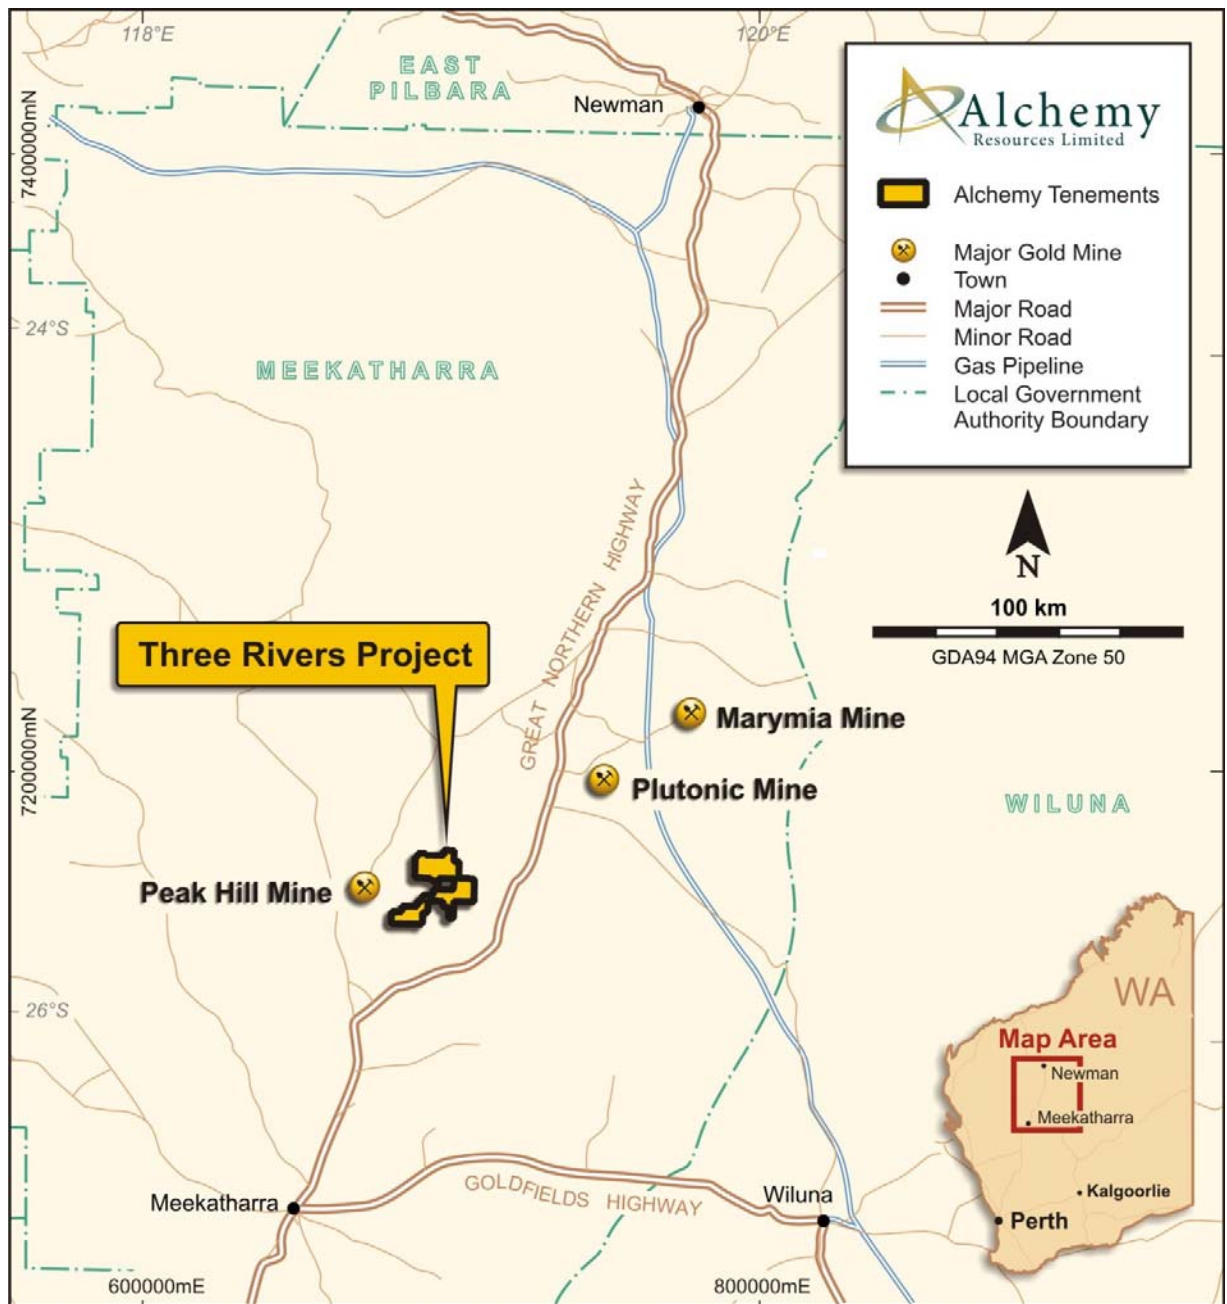 118°E
120°E
EAST
PILBARA
Newman
7400000mN
Alchemy
Resources Limited
Alchemy Tenements
Major Gold Mine
Town
Major Road
Minor Road
Gas Pipeline
Local Government
Authority Boundary
24°S
MEEKATHARRA
N
100 km
GDA94 MGA Zone 50
GREAT NORTHERN HIGHWAY
Three Rivers Project
Marymia Mine
Plutonic Mine
7200000mN
WILUNA
Peak Hill Mine
26°S
WA
Map Area
Newman
Meekatharra
Kalgoorlie
Perth
Meekatharra
GOLDFIELDS HIGHWAY
Wiluna
600000mE
800000mE